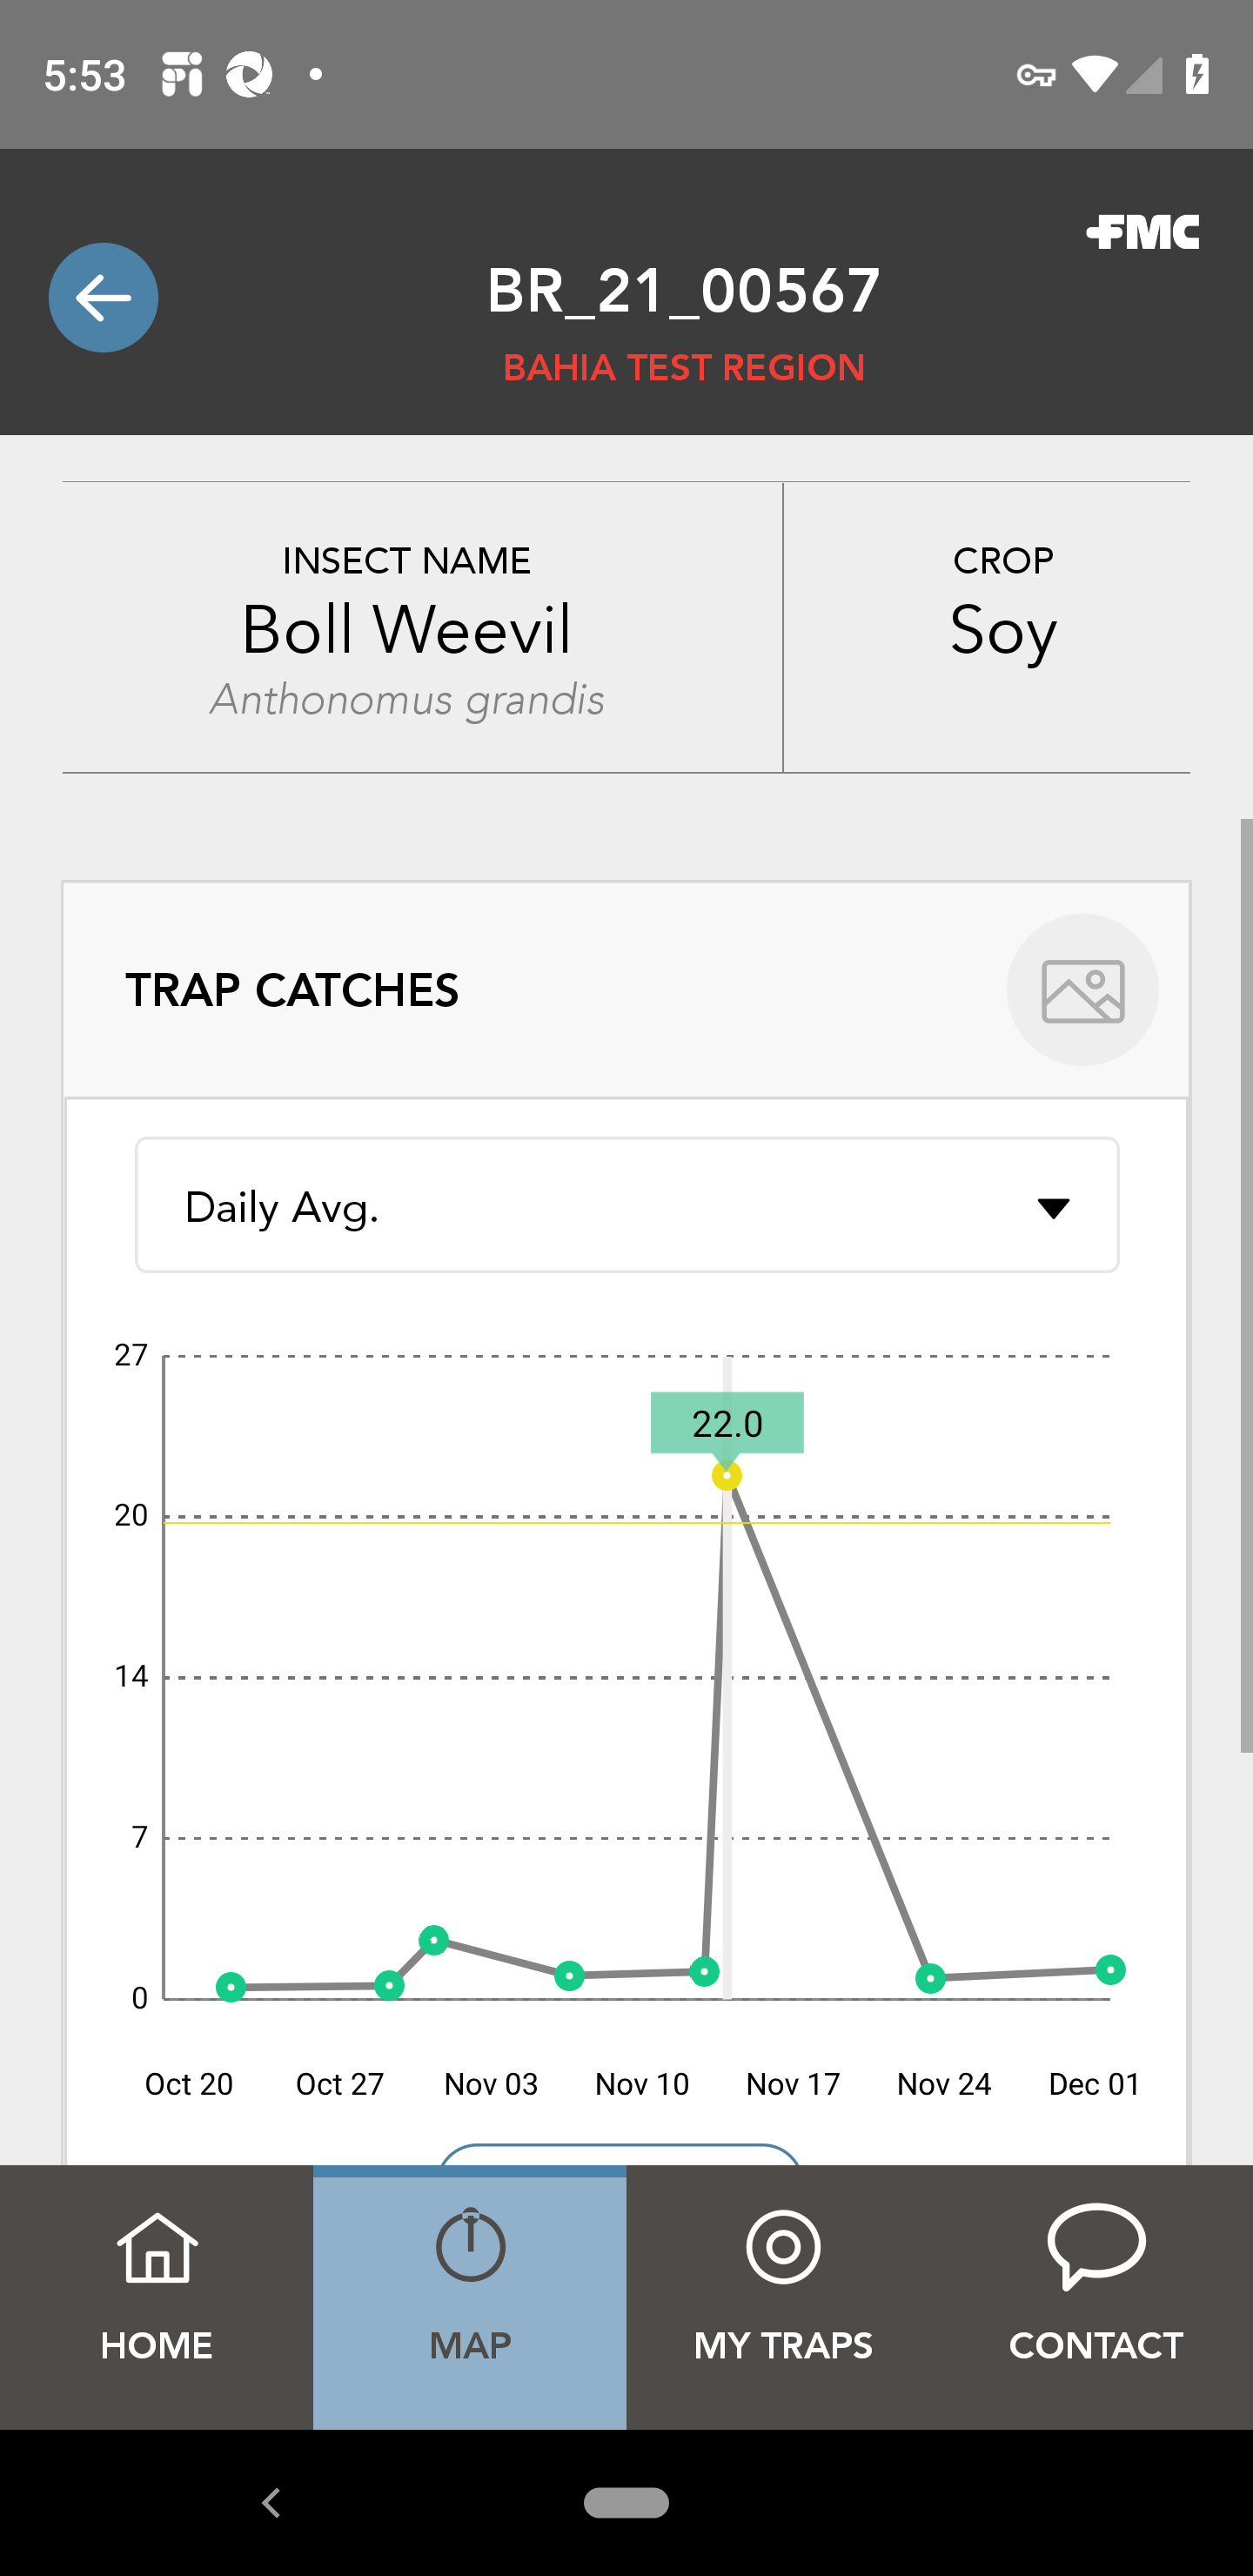 5:53
FMC
BR_21_00567
BAHIA TEST REGION
INSECT NAME
CROP
Boll Weevil
Soy
Anthonomus grandis
TRAP CATCHES
Daily Avg.
27
22.0
20
14
7
0
Oct 20 Oct 27 Nov 03 Nov 10 Nov 17 Nov 24 Dec 01
HOME MAP MY TRAPS CONTACT